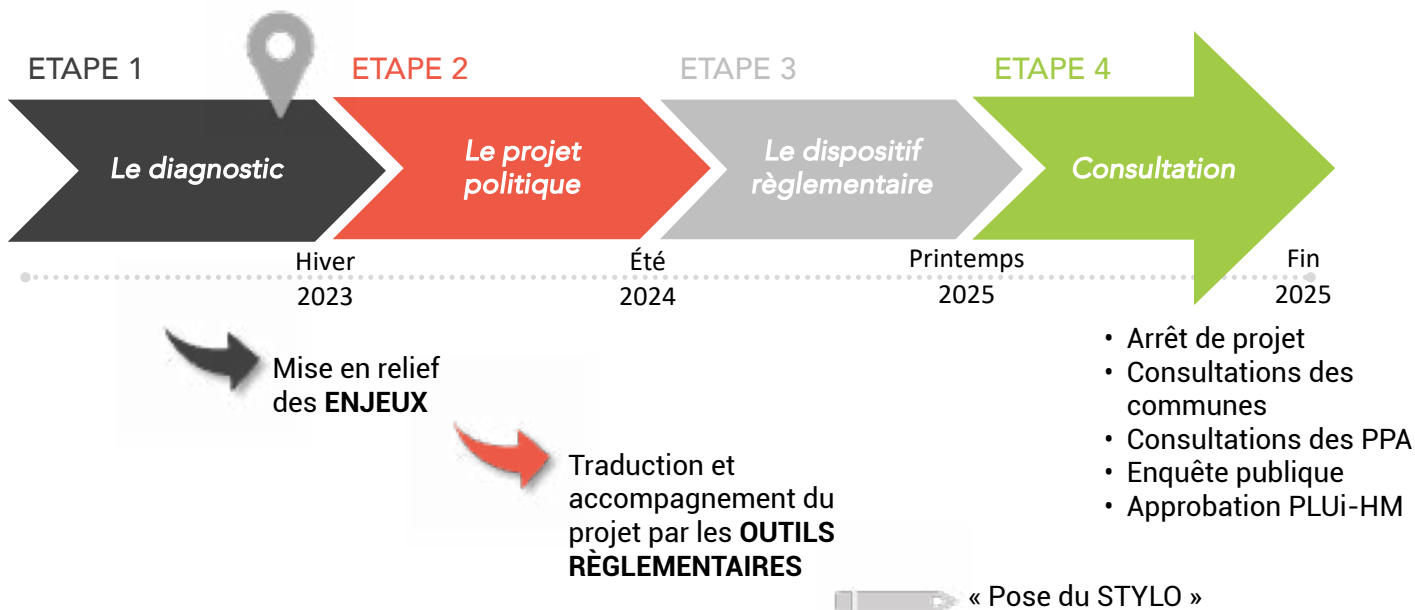 ETAPE 1
ETAPE 2
ETAPE 3
ETAPE 4
Le diagnostic
Le projet
politique
Le dispositif
règlementaire
Consultation
Hiver
2023
Été
2024
Printemps
2025
Fin
2025
Mise en relief
des ENJEUX
Traduction et
accompagnement du
projet par les OUTILS
RÈGLEMENTAIRES
« Pose du STYLO »
• Arrêt de projet
• Consultations des
communes
• Consultations des PPA
• Enquête publique
• Approbation PLUi-HM